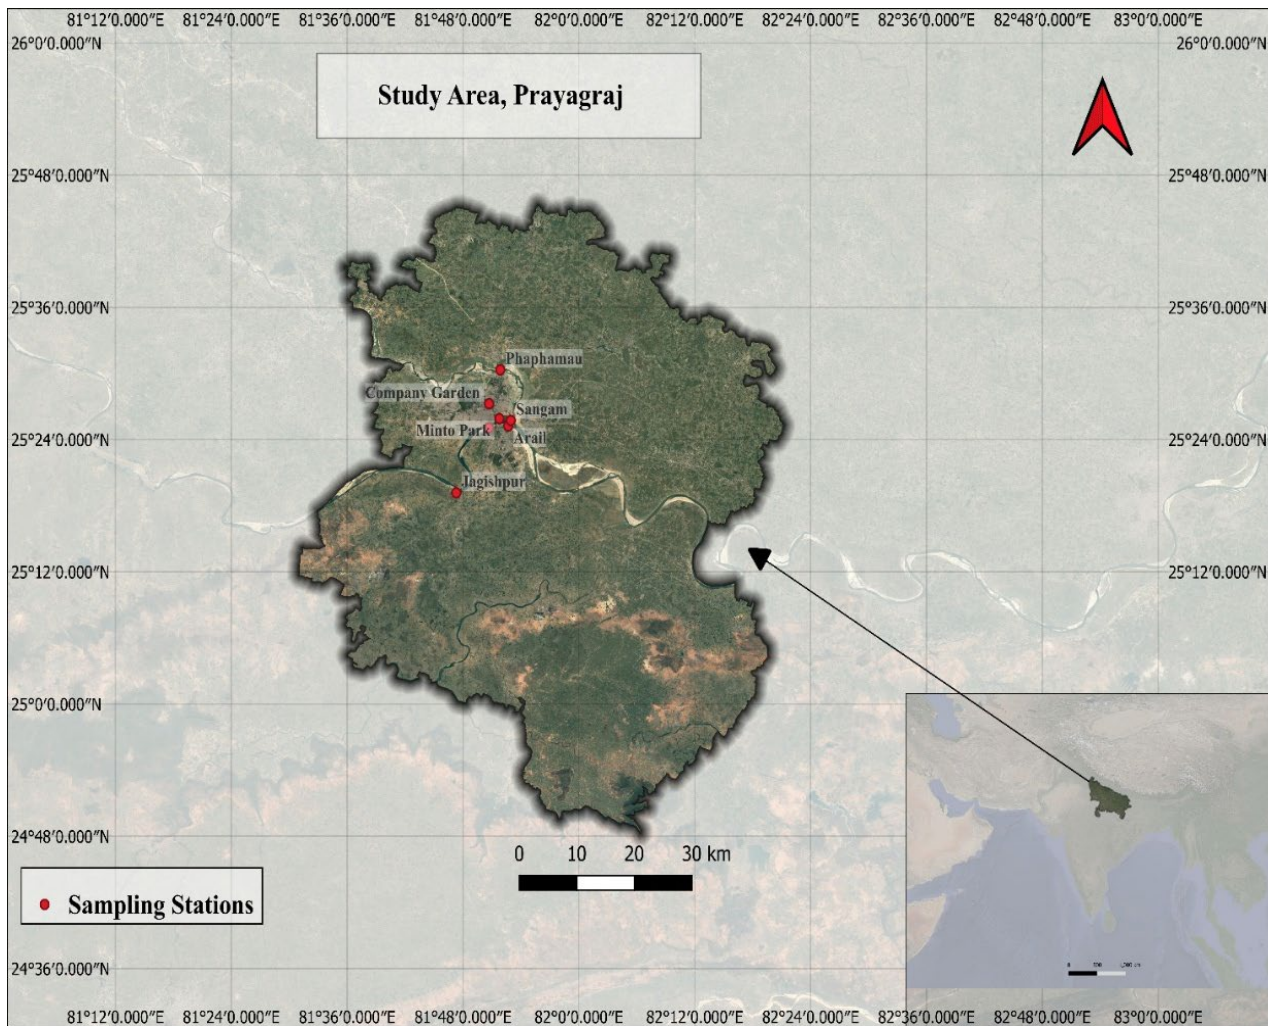 81°12′0.000″E 81°24′0.000″E 81°36′0.000″E 81°48′0.000″E 82°0′0.000″E 82°12′0.000″E 82°24′0.000″E 82°36′0.000″E 82°48′0.000″E 83°0′0.000″E
26°0′0.000″N 26°0′0.000″N
Study Area, Prayagraj
25°48′0.000″N 25°48′0.000″N
25°36′0.000″N 25°36′0.000″N
Phaphamau
Company Garden
Sangam
Minto Park
Arail
25°24′0.000″N 25°24′0.000″N
Jagishpur
25°12′0.000″N 25°12′0.000″N
25°0′0.000″N
24°48′0.000″N
0 10 20 30 km
Sampling Stations
24°36′0.000″N
81°12′0.000″E 81°24′0.000″E 81°36′0.000″E 81°48′0.000″E 82°0′0.000″E 82°12′0.000″E 82°24′0.000″E 82°36′0.000″E 82°48′0.000″E 83°0′0.000″E